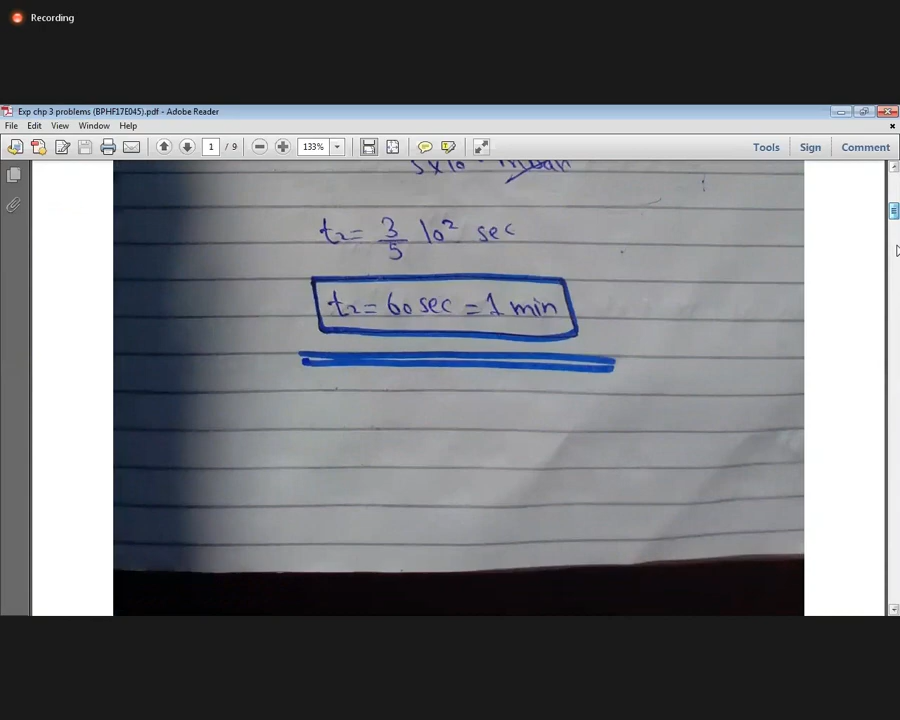 Recording
Exp chp 3 problems (BPHF17E045).pdf - Adobe Reader
File Edit View Window Help
1 / 9 133% Tools Sign Comment
t₂ = 3/5 10² sec
t₂ = 60 sec = 1 min